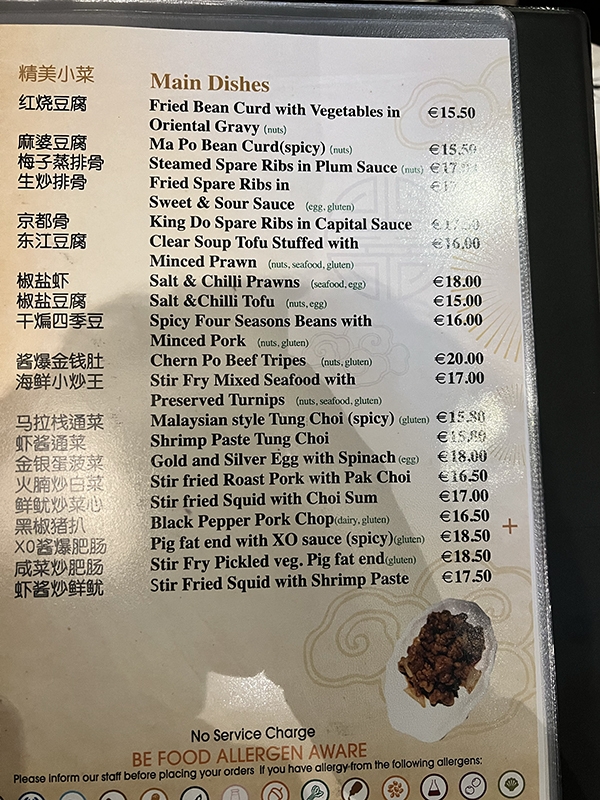 精美小菜 Main Dishes
红烧豆腐 Fried Bean Curd with Vegetables in €15.50
Oriental Gravy (nuts)
麻婆豆腐 Ma Po Bean Curd(spicy) (nuts) €15.50
梅子蒸排骨 Steamed Spare Ribs in Plum Sauce (nuts)
生炒排骨 Fried Spare Ribs in
Sweet & Sour Sauce (egg, gluten)
京都骨 King Do Spare Ribs in Capital Sauce
东江豆腐 Clear Soup Tofu Stuffed with €16.00
Minced Prawn (nuts, seafood, gluten)
椒盐虾 Salt & Chilli Prawns (seafood, egg) €18.00
椒盐豆腐 Salt &Chilli Tofu (nuts, egg) €15.00
干煸四季豆 Spicy Four Seasons Beans with €16.00
Minced Pork (nuts, gluten)
酱爆金钱肚 Chern Po Beef Tripes (nuts, gluten) €20.00
海鲜小炒王 Stir Fry Mixed Seafood with €17.00
Preserved Turnips (nuts, seafood, gluten)
马拉栈通菜 Malaysian style Tung Choi (spicy) (gluten) €15.80
虾酱通菜 Shrimp Paste Tung Choi €15.80
金银蛋菠菜 Gold and Silver Egg with Spinach (egg) €18.00
火腩炒白菜 Stir fried Roast Pork with Pak Choi €16.50
鲜鱿炒菜心 Stir fried Squid with Choi Sum €17.00
黑椒猪扒 Black Pepper Pork Chop(dairy, gluten) €16.50 +
XO酱爆肥肠 Pig fat end with XO sauce (spicy)(gluten) €18.50
咸菜炒肥肠 Stir Fry Pickled veg. Pig fat end(gluten) €18.50
虾酱炒鲜鱿 Stir Fried Squid with Shrimp Paste €17.50
No Service Charge
BE FOOD ALLERGEN AWARE
Please inform our staff before placing your orders If you have allergy from the following allergens: